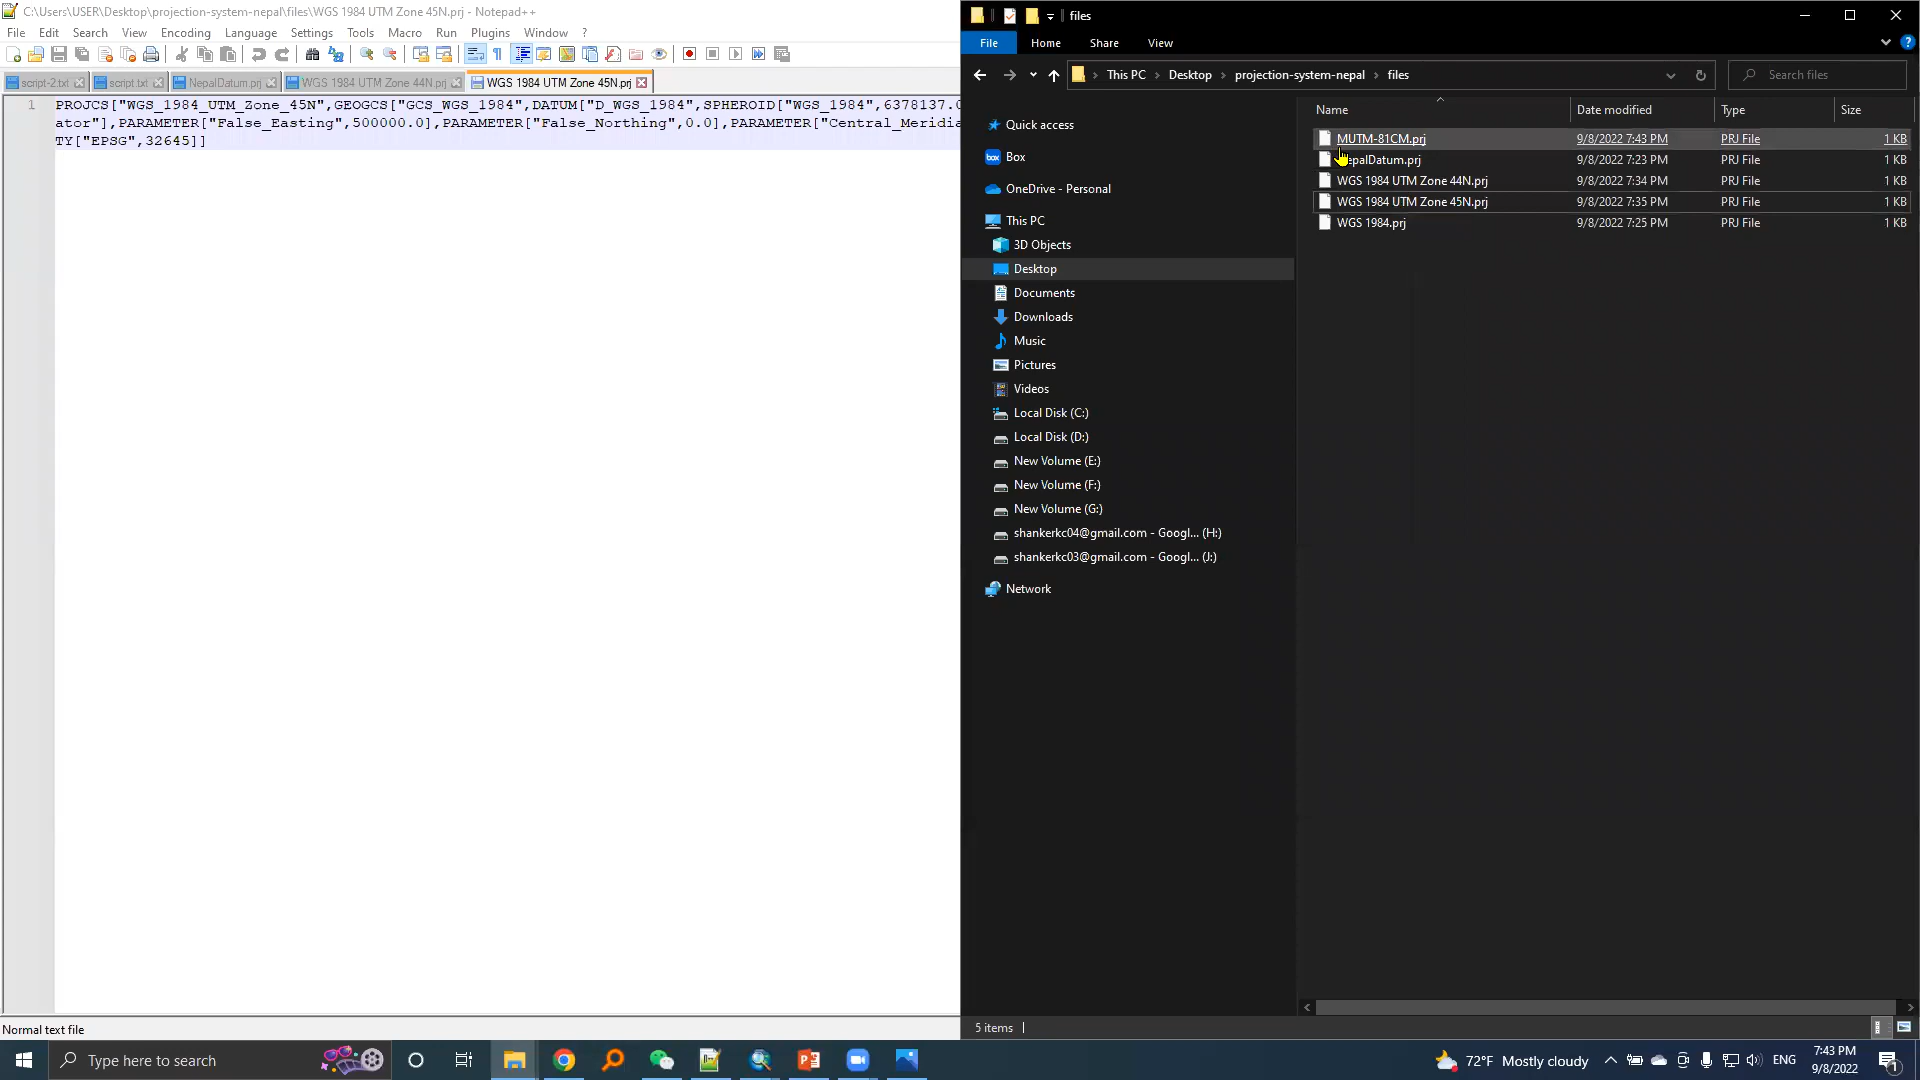 C:\Users\USER\Desktop\projection-system-nepal\files\WGS 1984 UTM Zone 45N.prj - Notepad++
File Edit Search View Encoding Language Settings Tools Macro Run Plugins Window ?
script-2.txt script.txt NepalDatum.prj WGS 1984 UTM Zone 44N.prj WGS 1984 UTM Zone 45N.prj
1 PROJCS["WGS_1984_UTM_Zone_45N",GEOGCS["GCS_WGS_1984",DATUM["D_WGS_1984",SPHEROID["WGS_1984",6378137.0
ator"],PARAMETER["False_Easting",500000.0],PARAMETER["False_Northing",0.0],PARAMETER["Central_Meridia
TY["EPSG",32645]]
Normal text file
files
File Home Share View
This PC > Desktop > projection-system-nepal > files
Search files
Quick access
Box
OneDrive - Personal
This PC
3D Objects
Desktop
Documents
Downloads
Music
Pictures
Videos
Local Disk (C:)
Local Disk (D:)
New Volume (E:)
New Volume (F:)
New Volume (G:)
shankerkc04@gmail.com - Googl... (H:)
shankerkc03@gmail.com - Googl... (J:)
Network
Name Date modified Type Size
MUTM-81CM.prj 9/8/2022 7:43 PM PRJ File 1 KB
epalDatum.prj 9/8/2022 7:23 PM PRJ File 1 KB
WGS 1984 UTM Zone 44N.prj 9/8/2022 7:34 PM PRJ File 1 KB
WGS 1984 UTM Zone 45N.prj 9/8/2022 7:35 PM PRJ File 1 KB
WGS 1984.prj 9/8/2022 7:25 PM PRJ File 1 KB
5 items
Type here to search
72°F Mostly cloudy
ENG
7:43 PM
9/8/2022
1